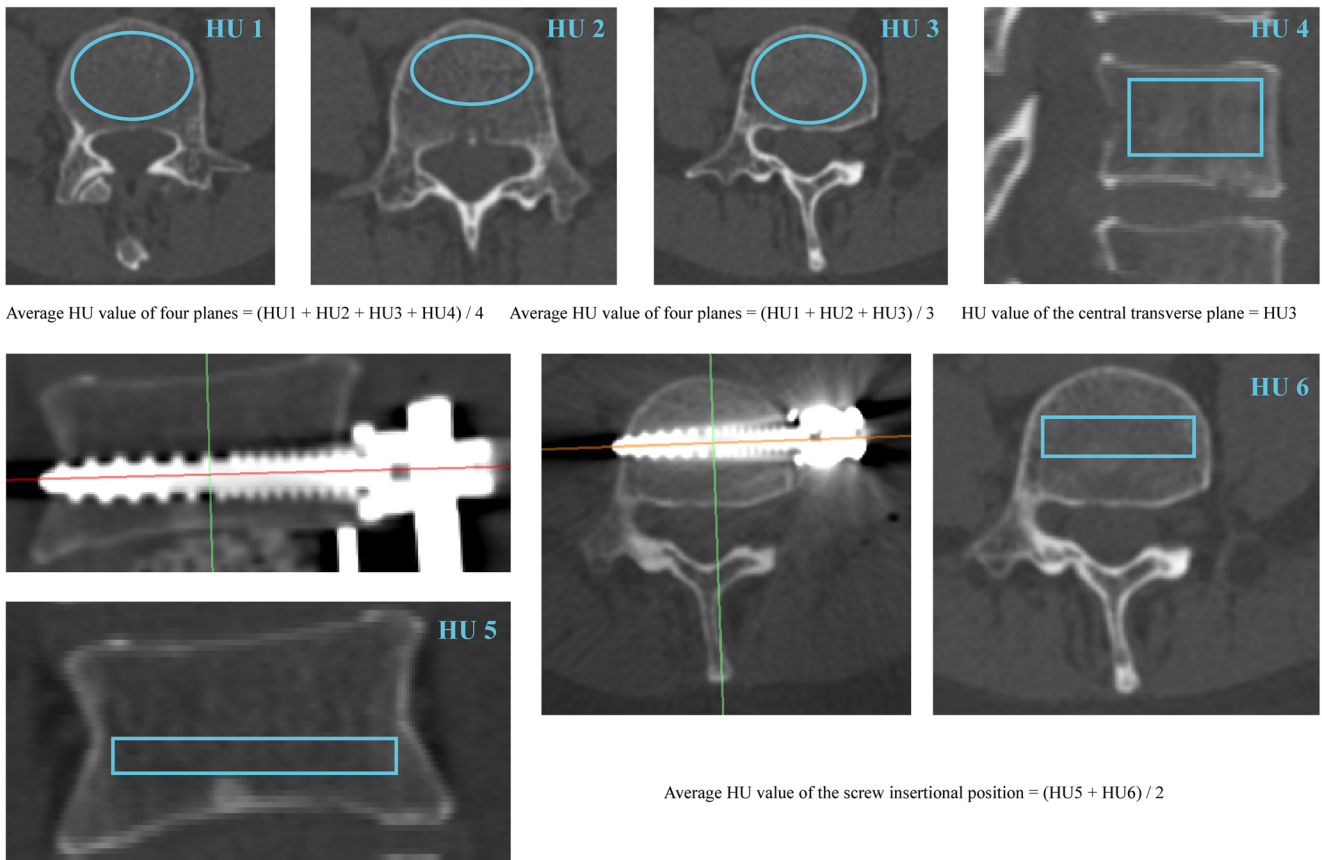 HU 1
HU 2
HU 3
HU 4
Average HU value of four planes = (HU1 + HU2 + HU3 + HU4) / 4
Average HU value of four planes = (HU1 + HU2 + HU3) / 3
HU value of the central transverse plane = HU3
HU 5
HU 6
Average HU value of the screw insertional position = (HU5 + HU6) / 2